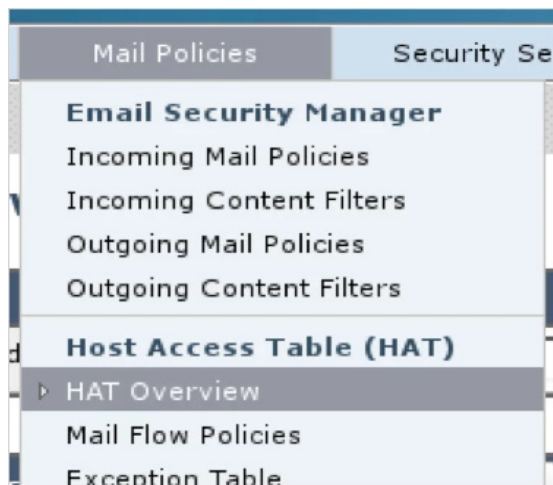 Mail Policies Security Se
Email Security Manager
Incoming Mail Policies
Incoming Content Filters
Outgoing Mail Policies
Outgoing Content Filters
Host Access Table (HAT)
HAT Overview
Mail Flow Policies
Exception Table